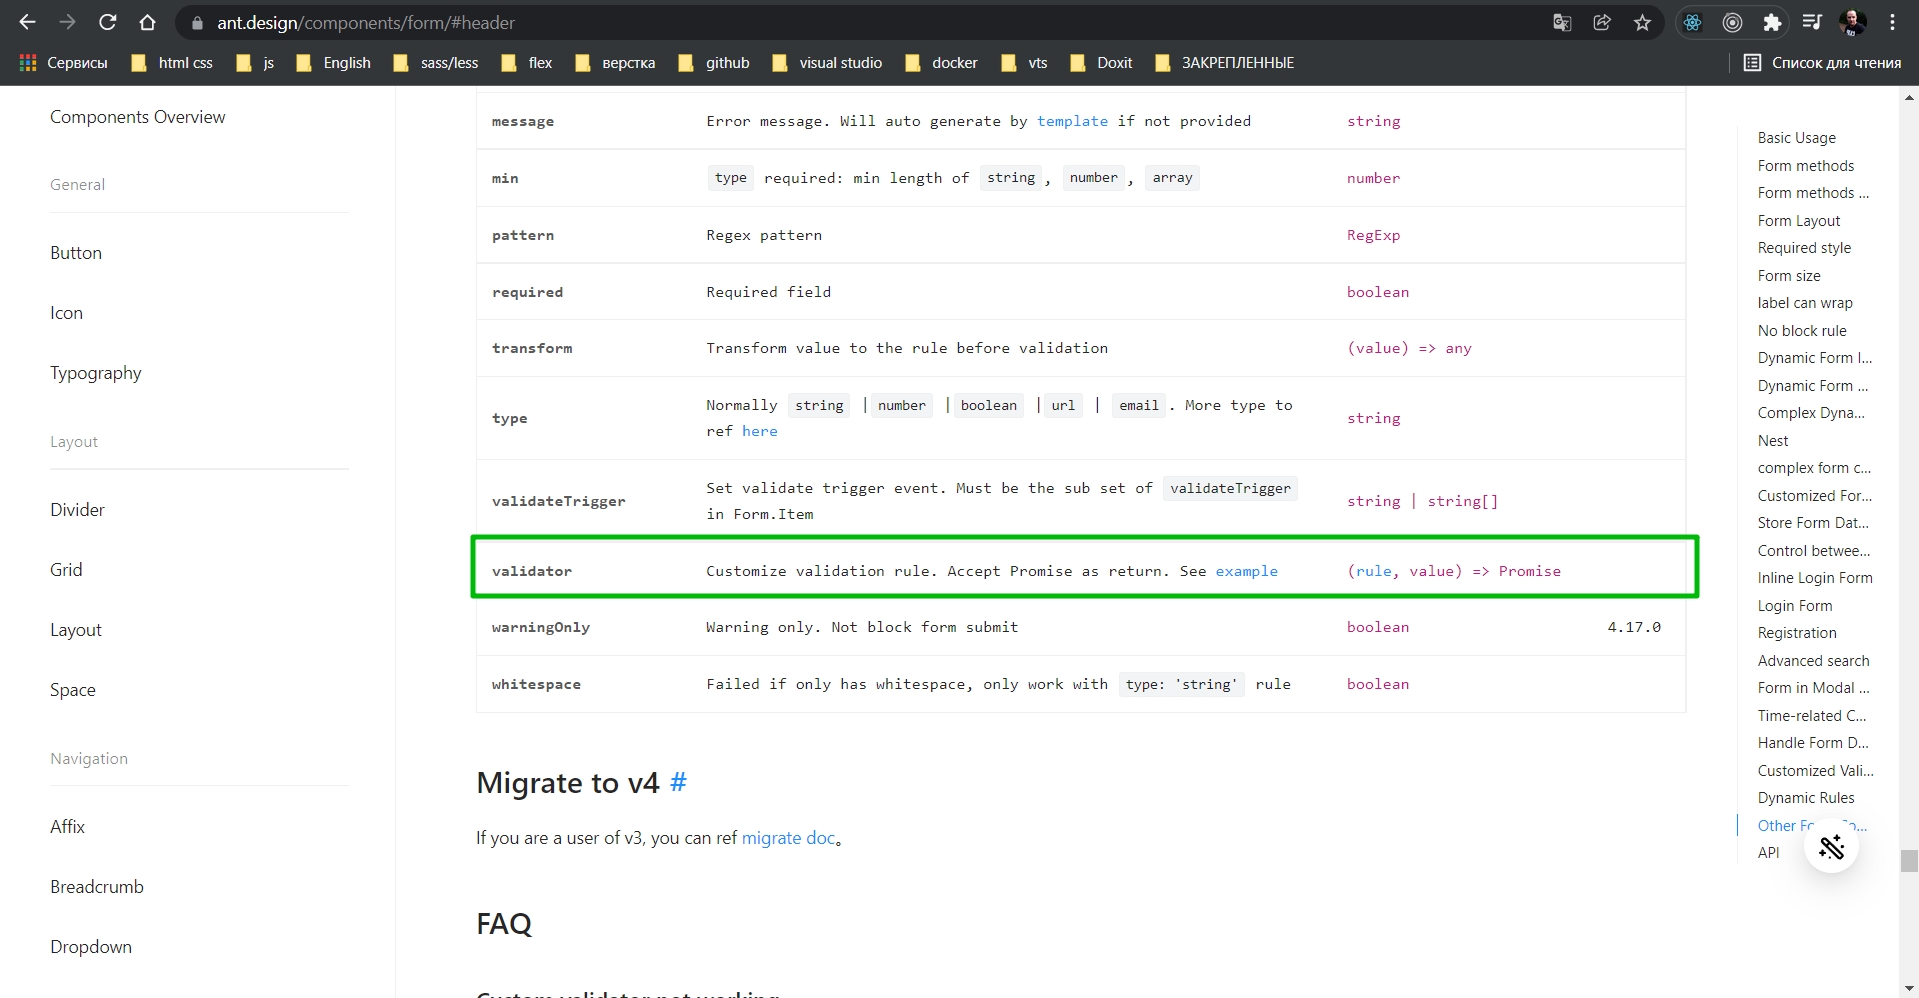 ant.design/components/form/#header
Сервисы html css js English sass/less flex верстка github visual studio docker vts Doxit ЗАКРЕПЛЕННЫЕ Список для чтения
Components Overview
General
Button
Icon
Typography
Layout
Divider
Grid
Layout
Space
Navigation
Affix
Breadcrumb
Dropdown
message Error message. Will auto generate by template if not provided string
min type required: min length of string , number , array number
pattern Regex pattern RegExp
required Required field boolean
transform Transform value to the rule before validation (value) => any
type Normally string | number | boolean | url | email . More type to string
ref here
validateTrigger Set validate trigger event. Must be the sub set of validateTrigger string | string[]
in Form.Item
validator Customize validation rule. Accept Promise as return. See example (rule, value) => Promise
warningOnly Warning only. Not block form submit boolean 4.17.0
whitespace Failed if only has whitespace, only work with type: 'string' rule boolean
Migrate to v4 #
If you are a user of v3, you can ref migrate doc。
FAQ
Custom validator not working
Basic Usage
Form methods
Form methods ...
Form Layout
Required style
Form size
label can wrap
No block rule
Dynamic Form I...
Dynamic Form ...
Complex Dyna...
Nest
complex form c...
Customized For...
Store Form Dat...
Control betwee...
Inline Login Form
Login Form
Registration
Advanced search
Form in Modal ...
Time-related C...
Handle Form D...
Customized Vali...
Dynamic Rules
Other
API